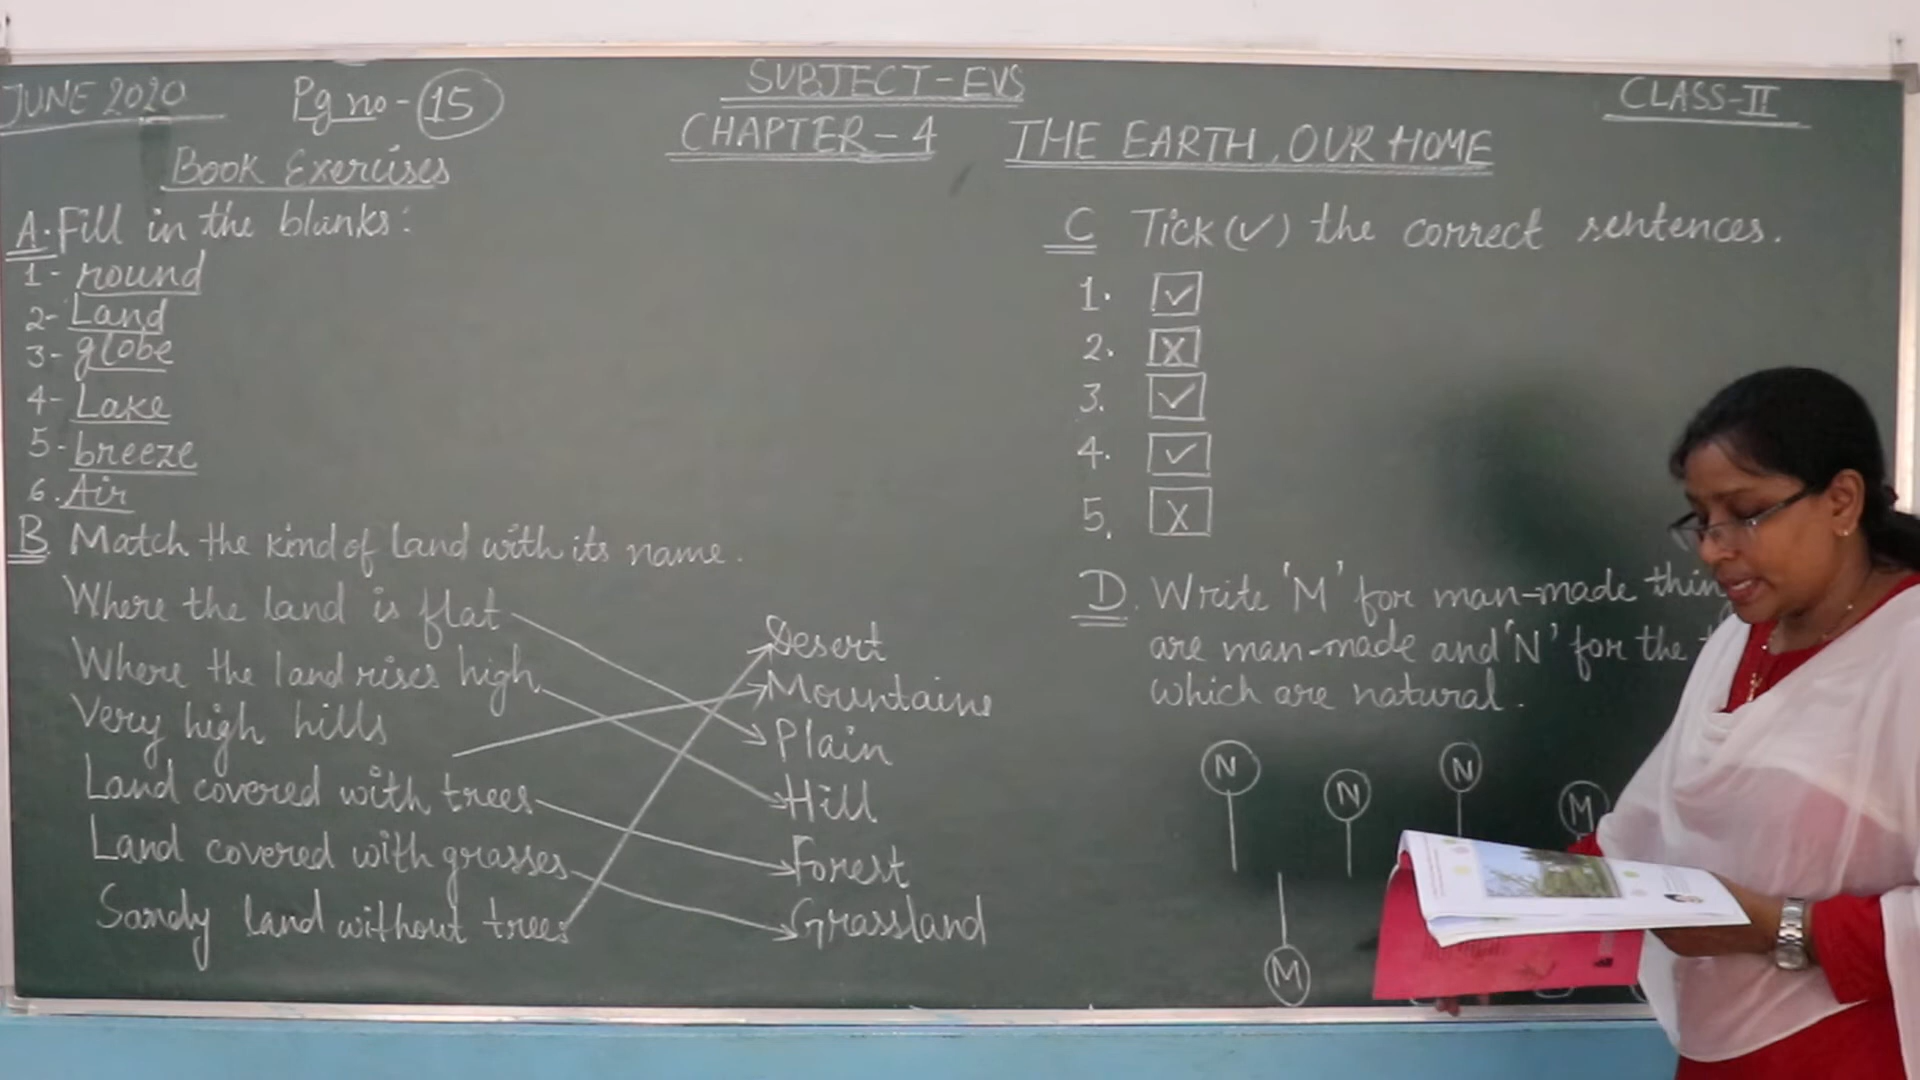 JUNE 2020
Pg no - 15
SUBJECT - EVS
CLASS-II
CHAPTER - 4 THE EARTH, OUR HOME
Book Exercises
A. Fill in the blanks:
1- round
2- Land
3- globe
4- Lake
5- breeze
6. Air
B Match the kind of land with its name.
Where the land is flat
Where the land rises high
Very high hills
Land covered with trees
Land covered with grasses
Sandy land without trees
Desert
Mountains
Plain
Hill
Forest
Grassland
C Tick (✓) the correct sentences.
1. ✓
2. X
3. ✓
4. ✓
5. X
D. Write 'M' for man-made
are man-made and 'N' for the
which are natural.
N
N
N
M
M